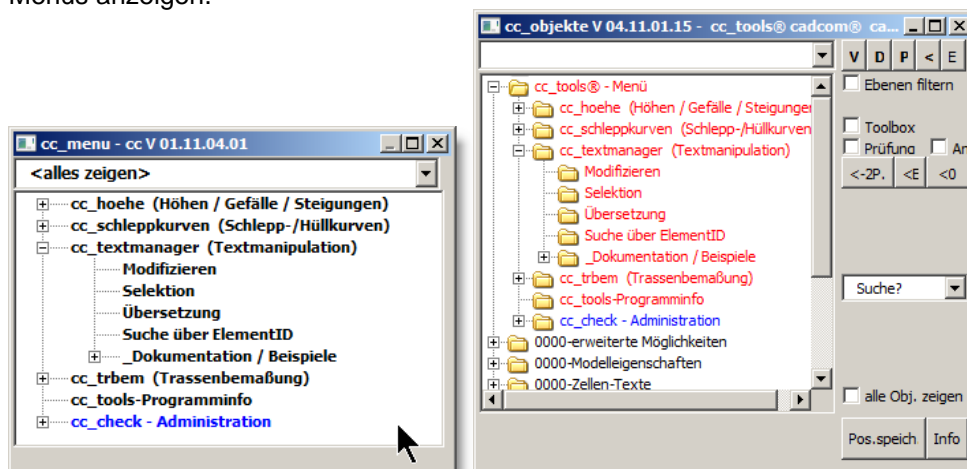 Menüs anzeigen.
cc_menu - cc V 01.11.04.01
<alles zeigen>
cc_hoehe (Höhen / Gefälle / Steigungen)
cc_schleppkurven (Schlepp-/Hüllkurven)
cc_textmanager (Textmanipulation)
Modifizieren
Selektion
Übersetzung
Suche über ElementID
_Dokumentation / Beispiele
cc_trbem (Trassenbemaßung)
cc_tools-Programminfo
cc_check - Administration
cc_objekte V 04.11.01.15 - cc_tools® cadcom® ca...
V D P < E
cc_tools® - Menü
cc_hoehe (Höhen / Gefälle / Steigungen
cc_schleppkurven (Schlepp-/Hüllkurven
cc_textmanager (Textmanipulation)
Modifizieren
Selektion
Übersetzung
Suche über ElementID
_Dokumentation / Beispiele
cc_trbem (Trassenbemaßung)
cc_tools-Programminfo
cc_check - Administration
0000-erweiterte Möglichkeiten
0000-Modelleigenschaften
0000-Zellen-Texte
Ebenen filtern
Toolbox
Prüfung An
<-2P. <E <0
Suche?
alle Obj. zeigen
Pos.speich Info